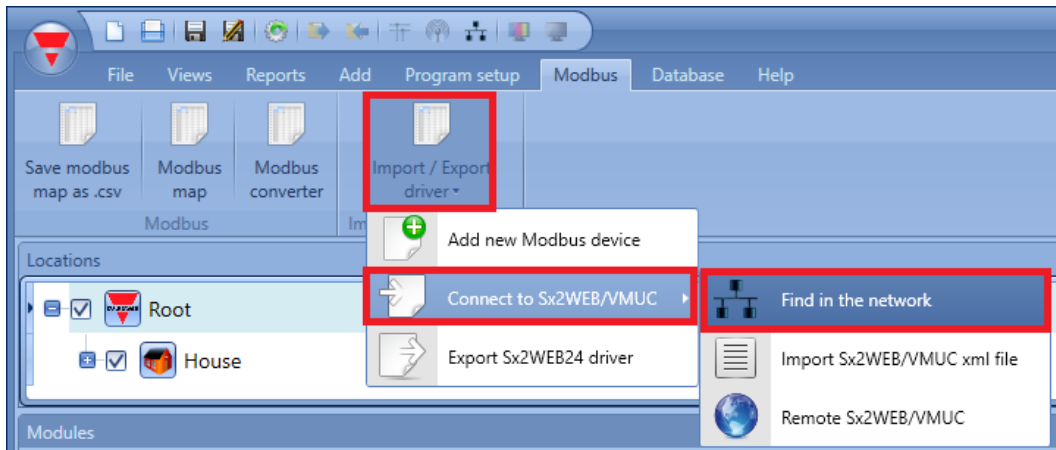 File Views Reports Add Program setup Modbus Database Help
Save modbus
map as .csv
Modbus
map
Modbus
converter
Import / Export
driver
Modbus
Im
Add new Modbus device
Connect to Sx2WEB/VMUC
Export Sx2WEB24 driver
Find in the network
Import Sx2WEB/VMUC xml file
Remote Sx2WEB/VMUC
Locations
Root
House
Modules